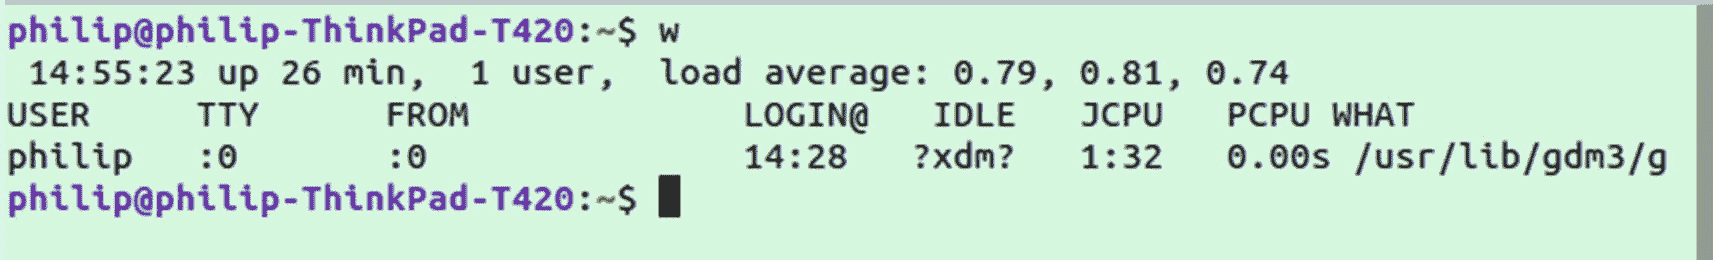 philip@philip-ThinkPad-T420:~$ w
 14:55:23 up 26 min,  1 user,  load average: 0.79, 0.81, 0.74
USER     TTY      FROM             LOGIN@   IDLE   JCPU   PCPU WHAT
philip   :0       :0               14:28   ?xdm?   1:32   0.00s /usr/lib/gdm3/g
philip@philip-ThinkPad-T420:~$